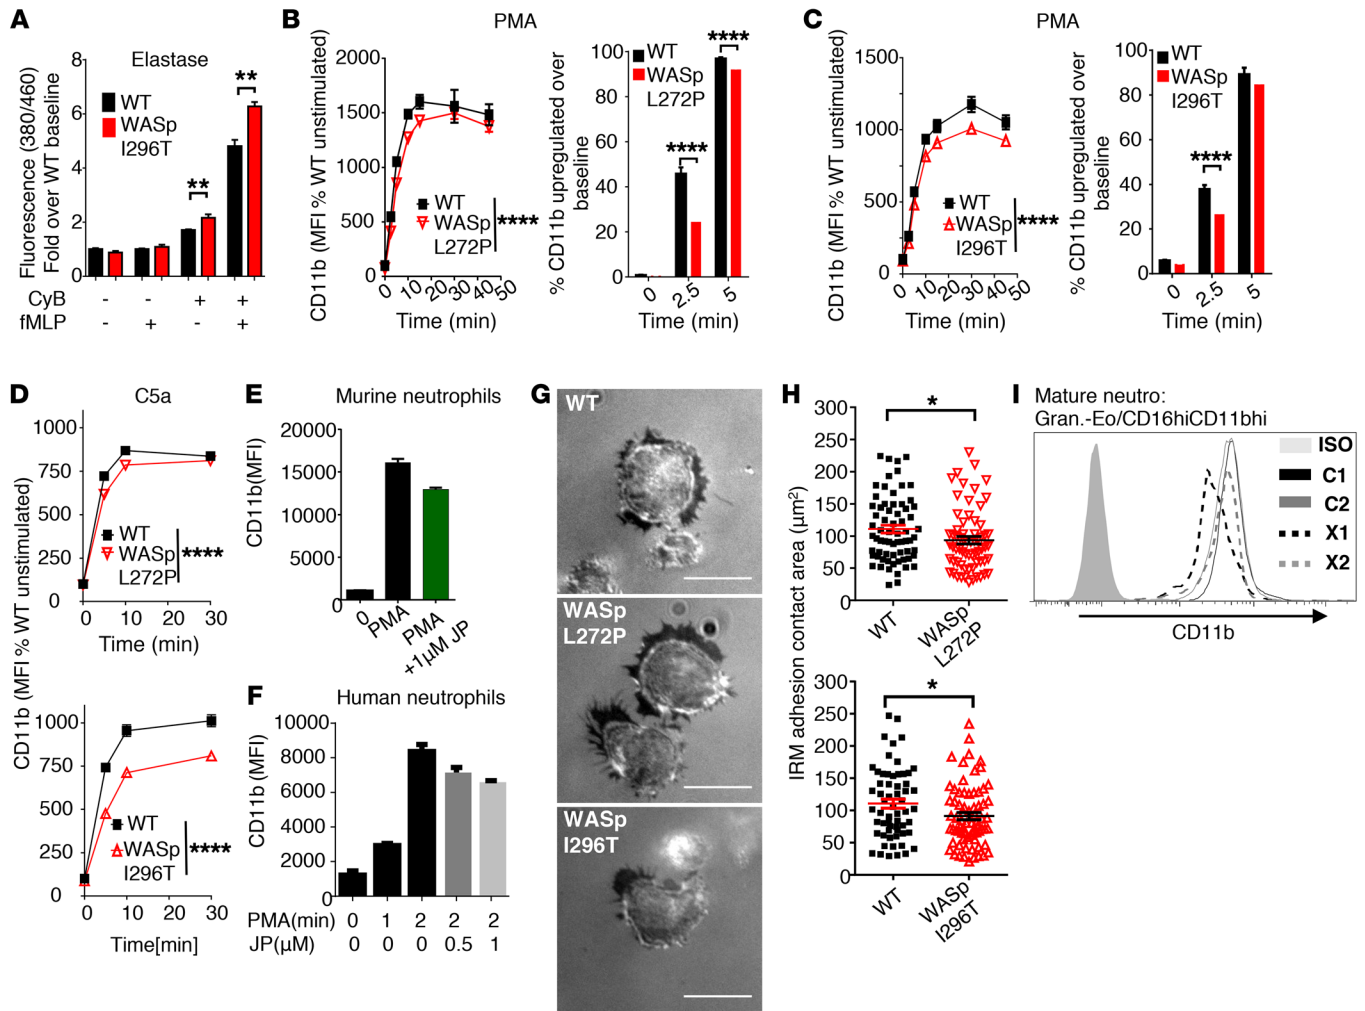 A
Elastase
Fluorescence (380/460)
Fold over WT baseline
8
6
4
2
0
WT
WASp
I296T
**
**
CyB - - + +
fMLP - + - +
B
PMA
CD11b (MFI % WT unstimulated)
2000
1500
1000
500
0
WT
WASp
L272P
****
0 10 20 30 40 50
Time (min)
% CD11b upregulated over
baseline
100
80
60
40
20
0
WT
WASp
L272P
****
****
0 2.5 5
Time (min)
C
PMA
CD11b (MFI % WT unstimulated)
1500
1000
500
0
WT
WASp
I296T
****
0 10 20 30 40 50
Time (min)
% CD11b upregulated over
baseline
100
80
60
40
20
0
WT
WASp
I296T
****
0 2.5 5
Time (min)
D
C5a
CD11b (MFI % WT unstimulated)
1000
750
500
250
0
WT
WASp
L272P
****
0 10 20 30
Time (min)
1000
750
500
250
0
WT
WASp
I296T
****
0 10 20 30
Time[min]
E
Murine neutrophils
CD11b(MFI)
20000
15000
10000
5000
0
0
PMA
PMA
+1µM JP
F
Human neutrophils
CD11b (MFI)
10000
8000
6000
4000
2000
0
PMA(min) 0 1 2 2 2
JP(µM) 0 0 0 0.5 1
G
WT
WASp
L272P
WASp
I296T
H
IRM adhesion contact area (µm²)
300
250
200
150
100
50
0
*
WT
WASp
L272P
300
250
200
150
100
50
0
*
WT
WASp
I296T
I
Mature neutro:
Gran.-Eo/CD16hiCD11bhi
ISO
C1
C2
X1
X2
CD11b